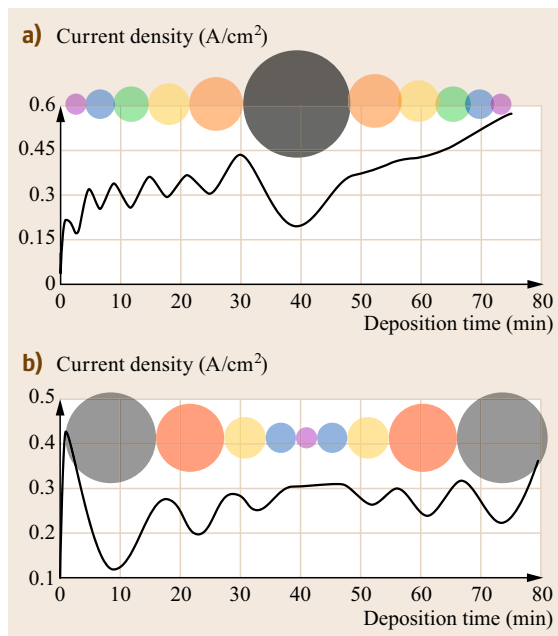 a) Current density (A/cm²)
0.6
0.45
0.3
0.15
0
0 10 20 30 40 50 60 70 80
Deposition time (min)
b) Current density (A/cm²)
0.5
0.4
0.3
0.2
0.1
0 10 20 30 40 50 60 70 80
Deposition time (min)